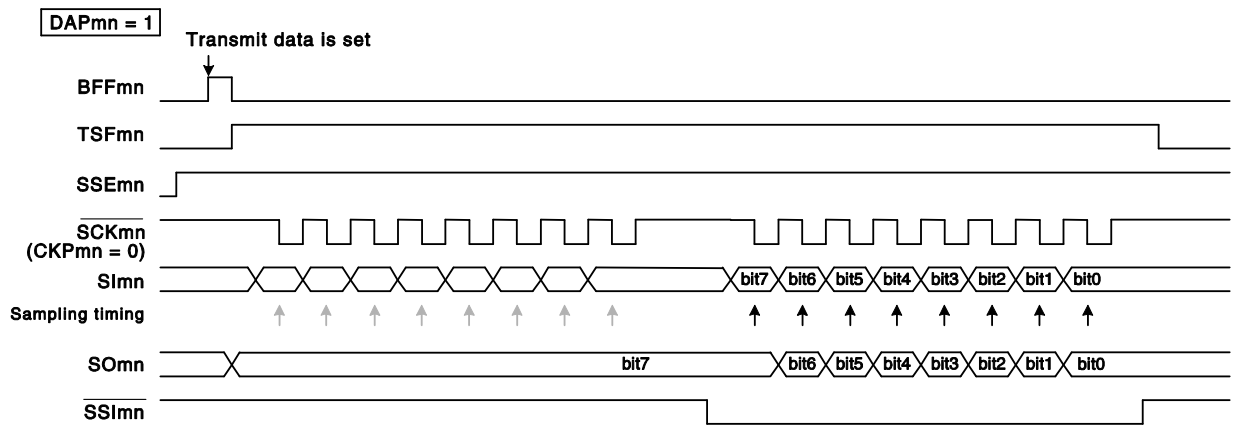 DAPmn = 1
Transmit data is set
BFFmn
TSFmn
SSEmn
SCKmn
(CKPmn = 0)
SImn
bit7 bit6 bit5 bit4 bit3 bit2 bit1 bit0
Sampling timing
SOmn
bit7 bit6 bit5 bit4 bit3 bit2 bit1 bit0
SSImn